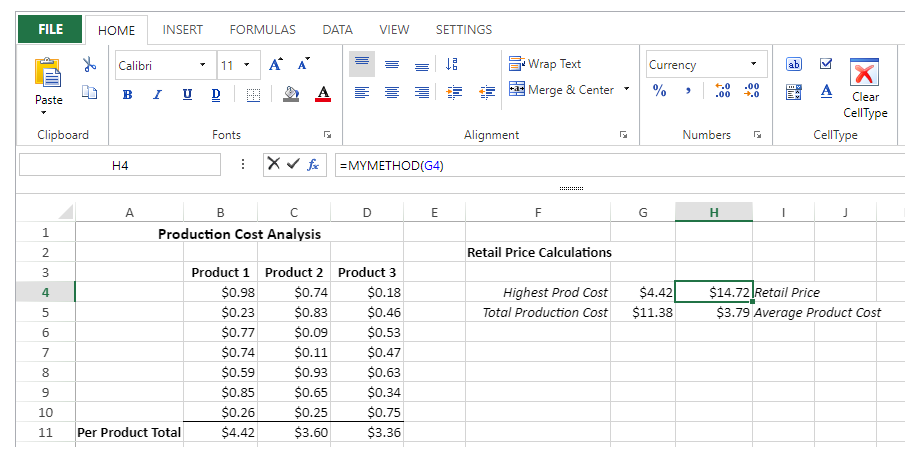 FILE HOME INSERT FORMULAS DATA VIEW SETTINGS
Calibri 11 A A Wrap Text Currency ab
Paste B I U D A Merge & Center % , .00 .00 A Clear CellType
Clipboard Fonts Alignment Numbers CellType
H4 fx =MYMETHOD(G4)
A B C D E F G H I J
1 Production Cost Analysis
2 Retail Price Calculations
3 Product 1 Product 2 Product 3
4 $0.98 $0.74 $0.18 Highest Prod Cost $4.42 $14.72 Retail Price
5 $0.23 $0.83 $0.46 Total Production Cost $11.38 $3.79 Average Product Cost
6 $0.77 $0.09 $0.53
7 $0.74 $0.11 $0.47
8 $0.59 $0.93 $0.63
9 $0.85 $0.65 $0.34
10 $0.26 $0.25 $0.75
11 Per Product Total $4.42 $3.60 $3.36